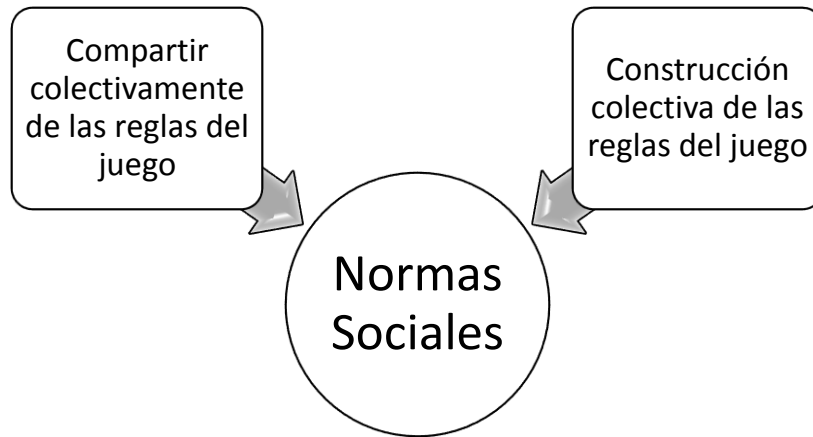 Compartir
colectivamente
de las reglas del
juego
Construcción
colectiva de las
reglas del juego
Normas
Sociales